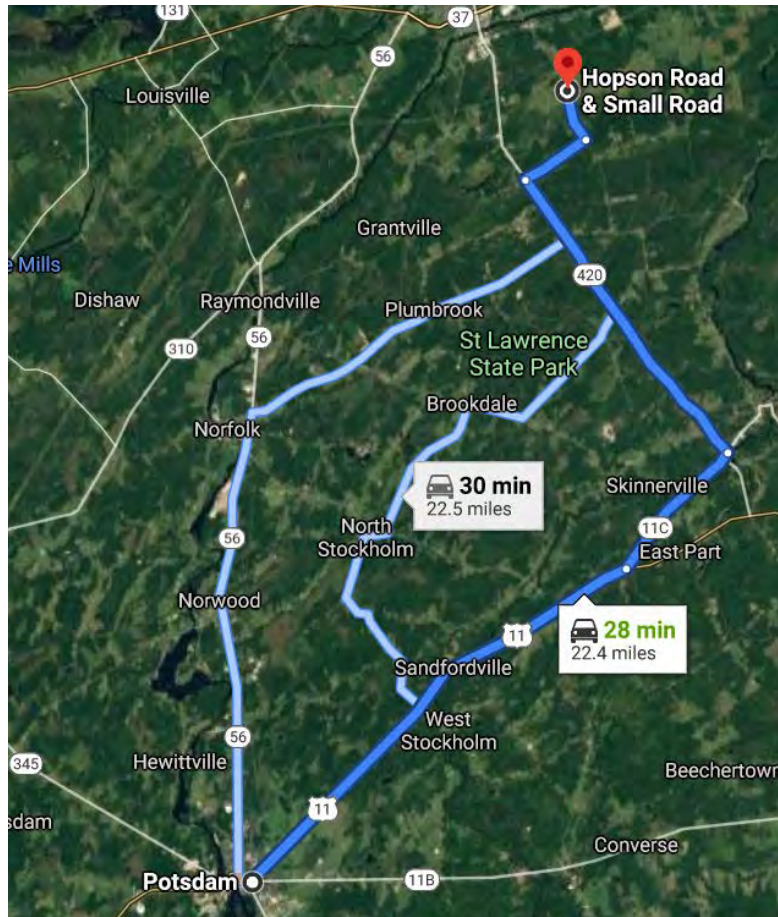 131
37
56
Hopson Road
& Small Road
Louisville
Grantville
e Mills
420
Dishaw
Raymondville
Plumbrook
56
310
St Lawrence
State Park
Brookdale
Norfolk
30 min
22.5 miles
Skinnerville
North
Stockholm
11C
56
East Part
Norwood
11
28 min
22.4 miles
Sandfordville
West
Stockholm
56
Hewittville
345
Beechertown
11
sdam
Converse
Potsdam
11B